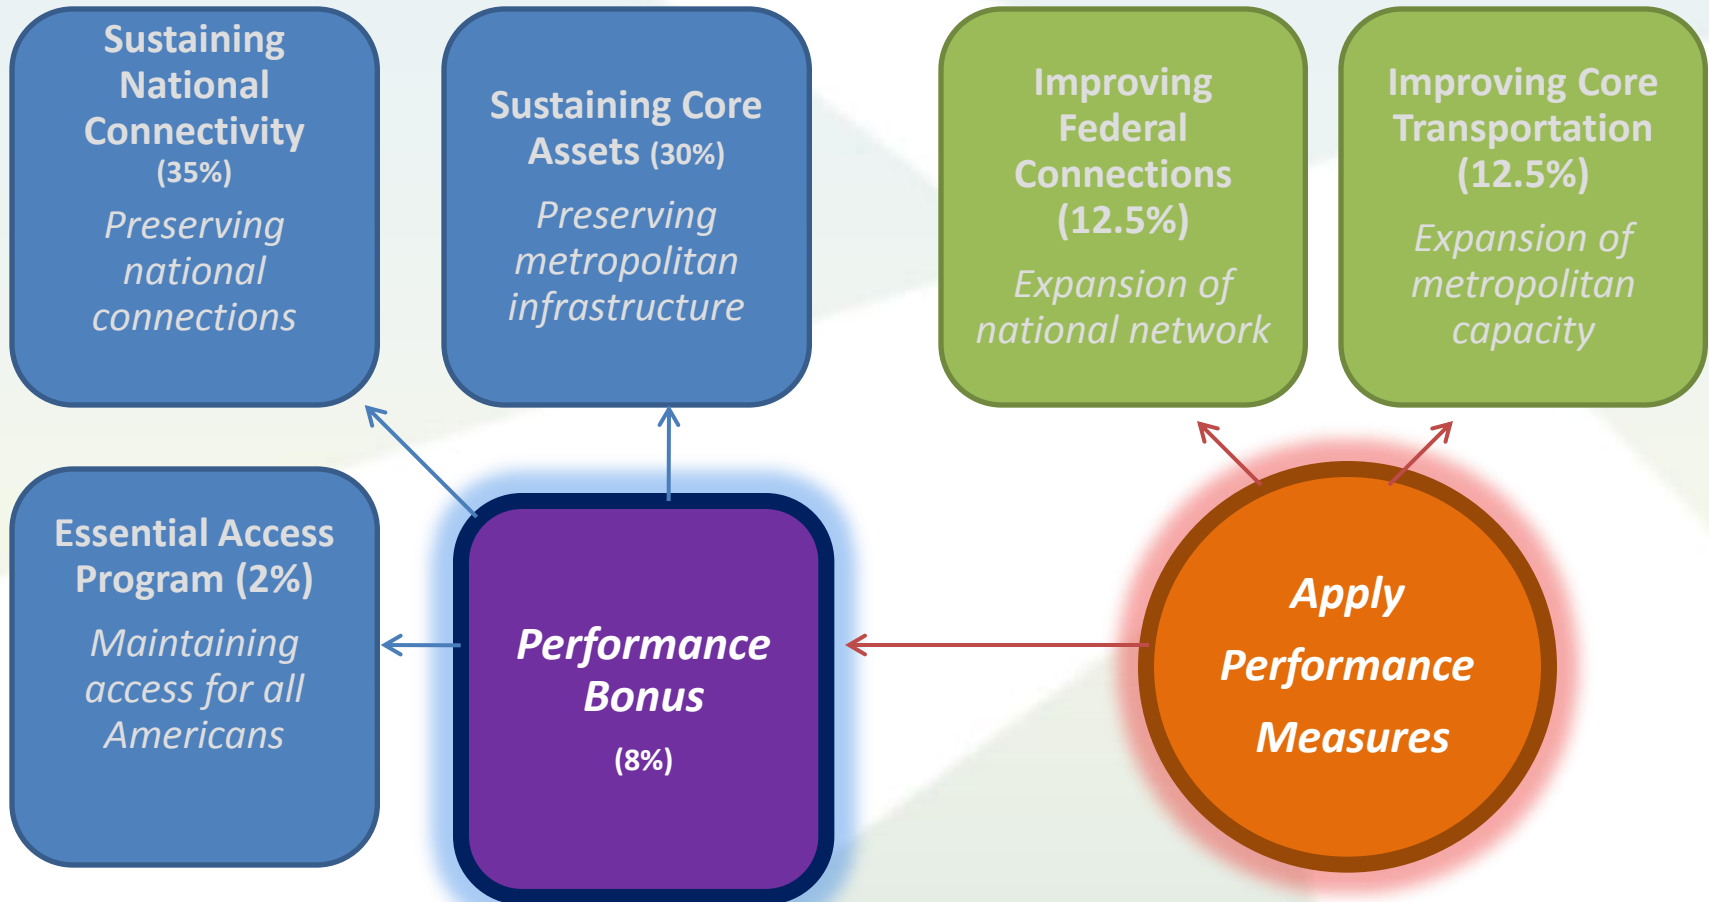 Sustaining
National
Connectivity
(35%)
Preserving
national
connections
Sustaining Core
Assets (30%)
Preserving
metropolitan
infrastructure
Improving
Federal
Connections
(12.5%)
Expansion of
national network
Improving Core
Transportation
(12.5%)
Expansion of
metropolitan
capacity
Essential Access
Program (2%)
Maintaining
access for all
Americans
Performance
Bonus
(8%)
Apply
Performance
Measures